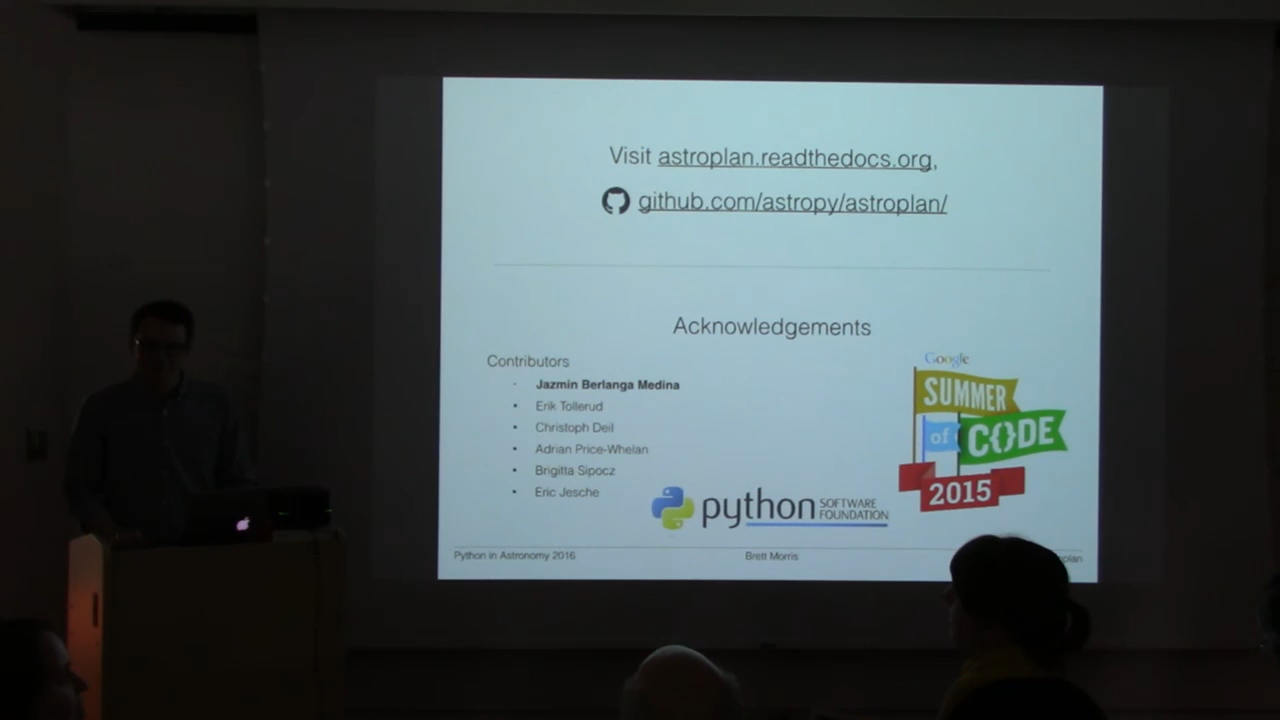 Visit astroplan.readthedocs.org,
github.com/astropy/astroplan/
Acknowledgements
Contributors
Jazmin Berlanga Medina
Erik Tollerud
Christoph Deil
Adrian Price-Whelan
Brigitta Sipocz
Eric Jesche
Google
SUMMER
of C{}DE
2015
python SOFTWARE
FOUNDATION
Python in Astronomy 2016
Brett Morris